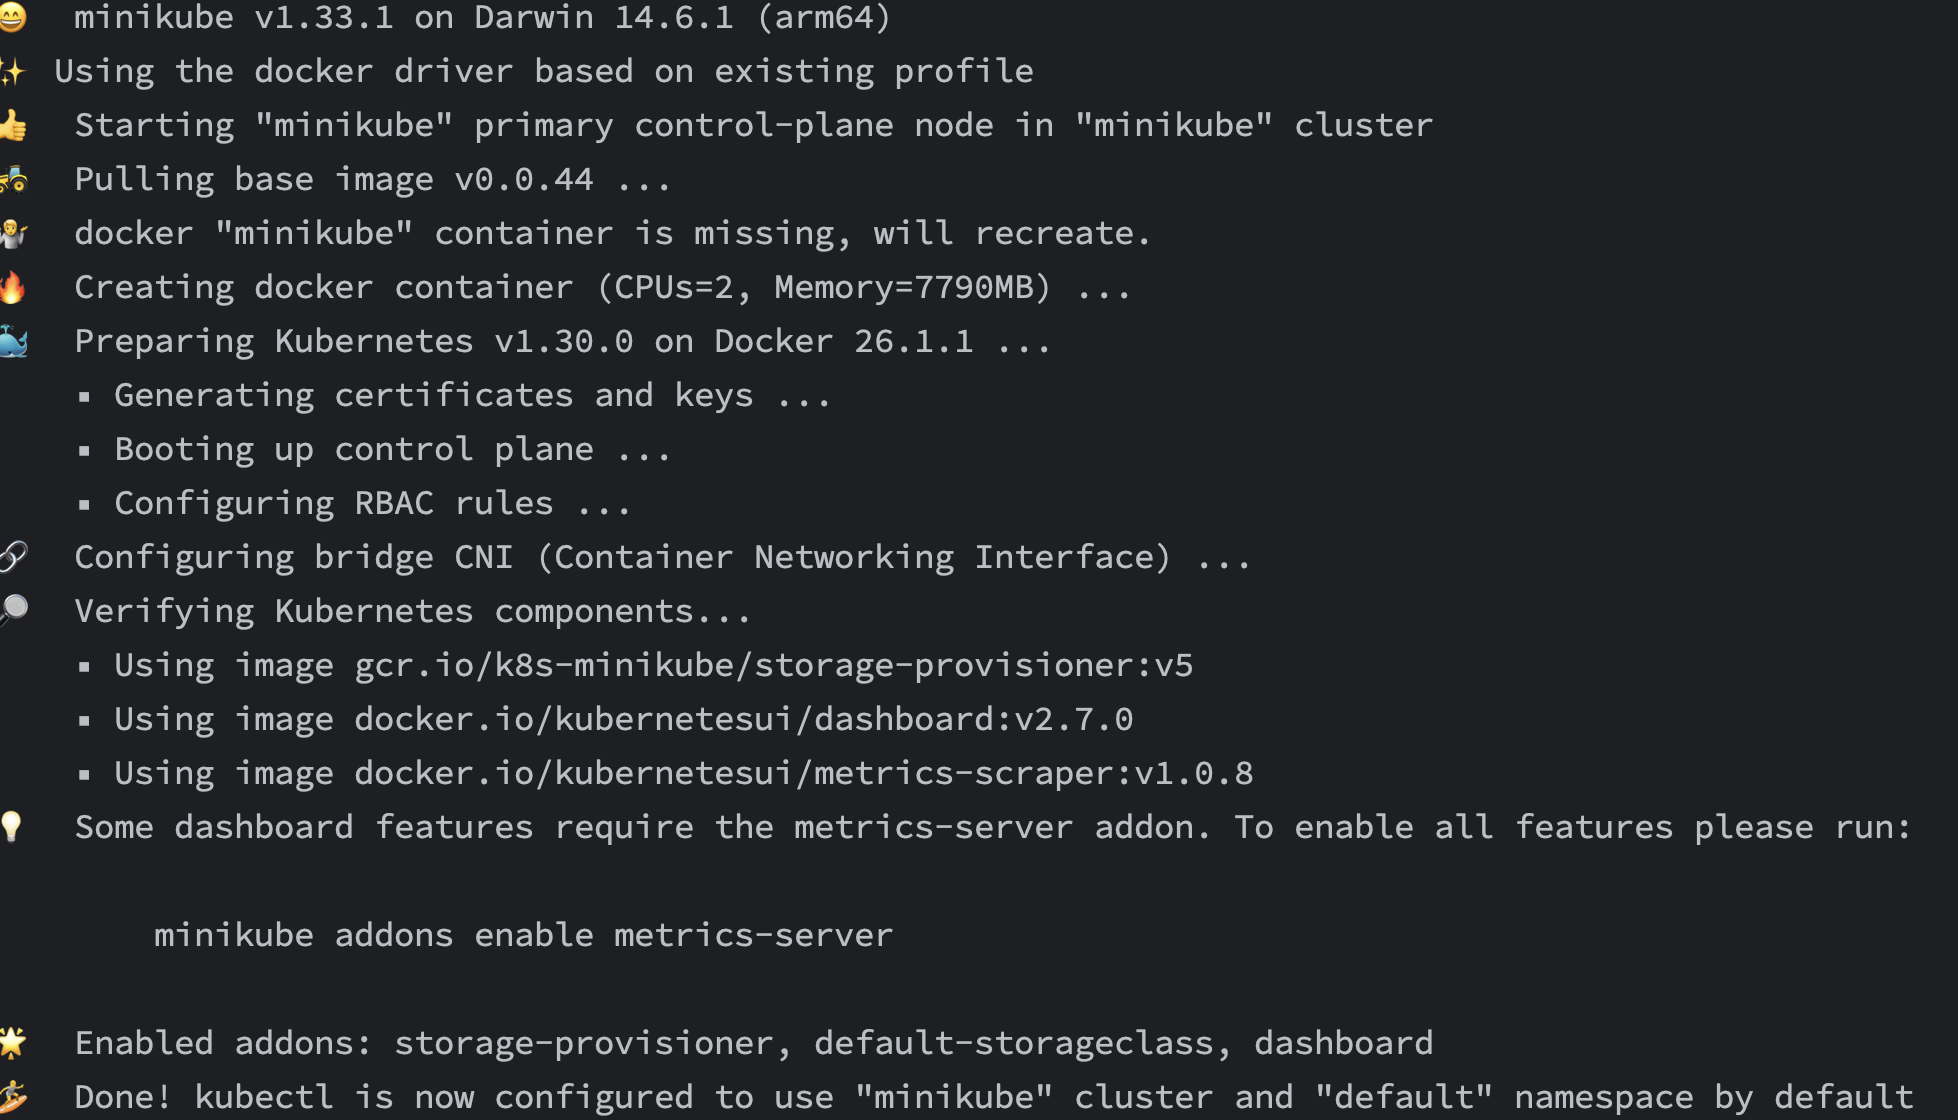 😄 minikube v1.33.1 on Darwin 14.6.1 (arm64)
✨ Using the docker driver based on existing profile
👍 Starting "minikube" primary control-plane node in "minikube" cluster
🚜 Pulling base image v0.0.44 ...
🤷 docker "minikube" container is missing, will recreate.
🔥 Creating docker container (CPUs=2, Memory=7790MB) ...
🐳 Preparing Kubernetes v1.30.0 on Docker 26.1.1 ...
▪ Generating certificates and keys ...
▪ Booting up control plane ...
▪ Configuring RBAC rules ...
🔗 Configuring bridge CNI (Container Networking Interface) ...
🔎 Verifying Kubernetes components...
▪ Using image gcr.io/k8s-minikube/storage-provisioner:v5
▪ Using image docker.io/kubernetesui/dashboard:v2.7.0
▪ Using image docker.io/kubernetesui/metrics-scraper:v1.0.8
💡 Some dashboard features require the metrics-server addon. To enable all features please run:
minikube addons enable metrics-server
🌟 Enabled addons: storage-provisioner, default-storageclass, dashboard
🏄 Done! kubectl is now configured to use "minikube" cluster and "default" namespace by default